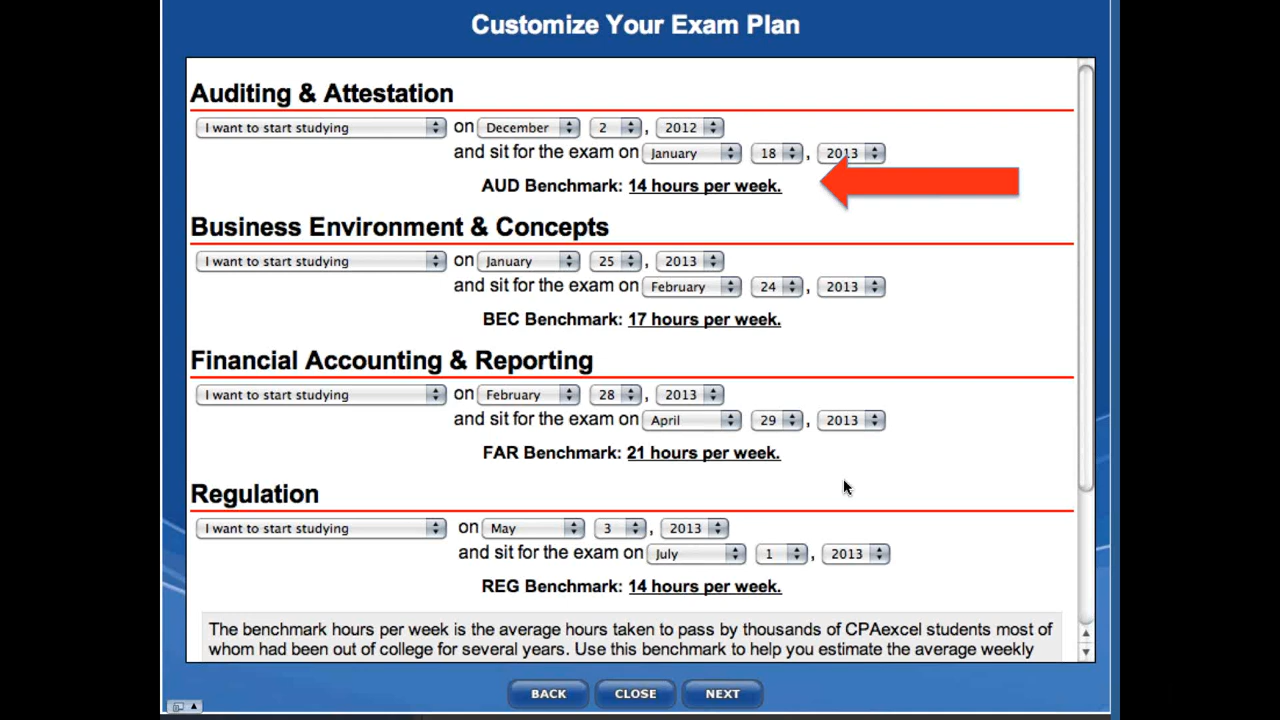 Customize Your Exam Plan
Auditing & Attestation
I want to start studying on December 2 , 2012
and sit for the exam on January 18 , 2013
AUD Benchmark: 14 hours per week.
Business Environment & Concepts
I want to start studying on January 25 , 2013
and sit for the exam on February 24 , 2013
BEC Benchmark: 17 hours per week.
Financial Accounting & Reporting
I want to start studying on February 28 , 2013
and sit for the exam on April 29 , 2013
FAR Benchmark: 21 hours per week.
Regulation
I want to start studying on May 3 , 2013
and sit for the exam on July 1 , 2013
REG Benchmark: 14 hours per week.
The benchmark hours per week is the average hours taken to pass by thousands of CPAexcel students most of
whom had been out of college for several years. Use this benchmark to help you estimate the average weekly
BACK CLOSE NEXT